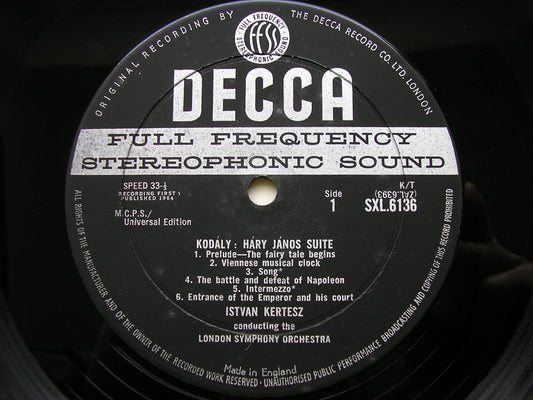 ORIGINAL RECORDING BY THE DECCA RECORD CO. LTD. LONDON
FULL FREQUENCY
FFSS
STEREOPHONIC SOUND
DECCA
FULL FREQUENCY
STEREOPHONIC SOUND
SPEED 33-⅓
RECORDING FIRST
PUBLISHED 1964
M.C.P.S./
Universal Edition
Side
1
K/T
(ZAL.6393)
SXL.6136
KODÁLY: HÁRY JÁNOS SUITE
1. Prelude—The fairy tale begins
2. Viennese musical clock
3. Song*
4. The battle and defeat of Napoleon
5. Intermezzo*
6. Entrance of the Emperor and his court
ISTVAN KERTESZ
conducting the
LONDON SYMPHONY ORCHESTRA
Made in England
ALL RIGHTS OF THE MANUFACTURER AND OF THE OWNER OF THE RECORDED WORK RESERVED · UNAUTHORISED PUBLIC PERFORMANCE BROADCASTING AND COPYING OF THIS RECORD PROHIBITED